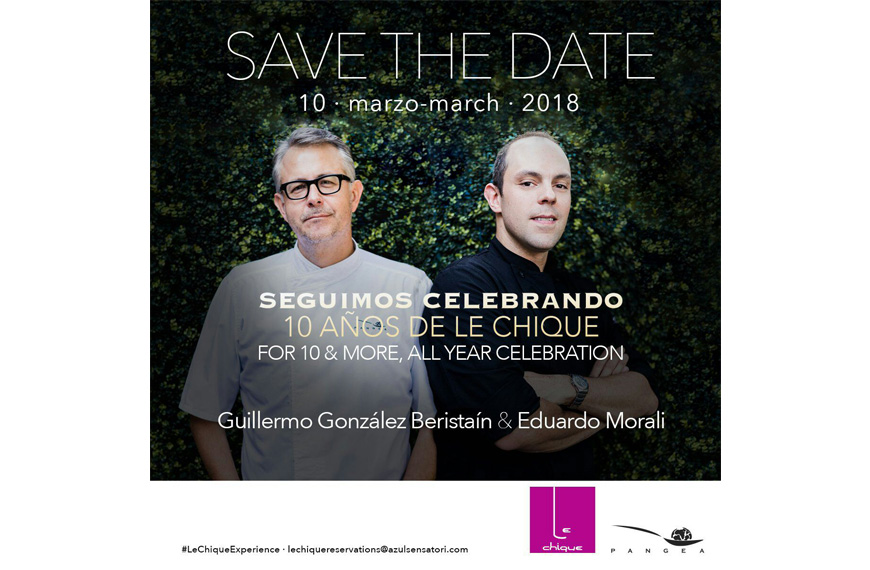 SAVE THE DATE
10 · marzo-march · 2018
SEGUIMOS CELEBRANDO
10 AÑOS DE LE CHIQUE
FOR 10 & MORE, ALL YEAR CELEBRATION
Guillermo González Beristaín & Eduardo Morali
#LeChiqueExperience · lechiquereservations@azulsensatori.com
LE
chique
PANGEA